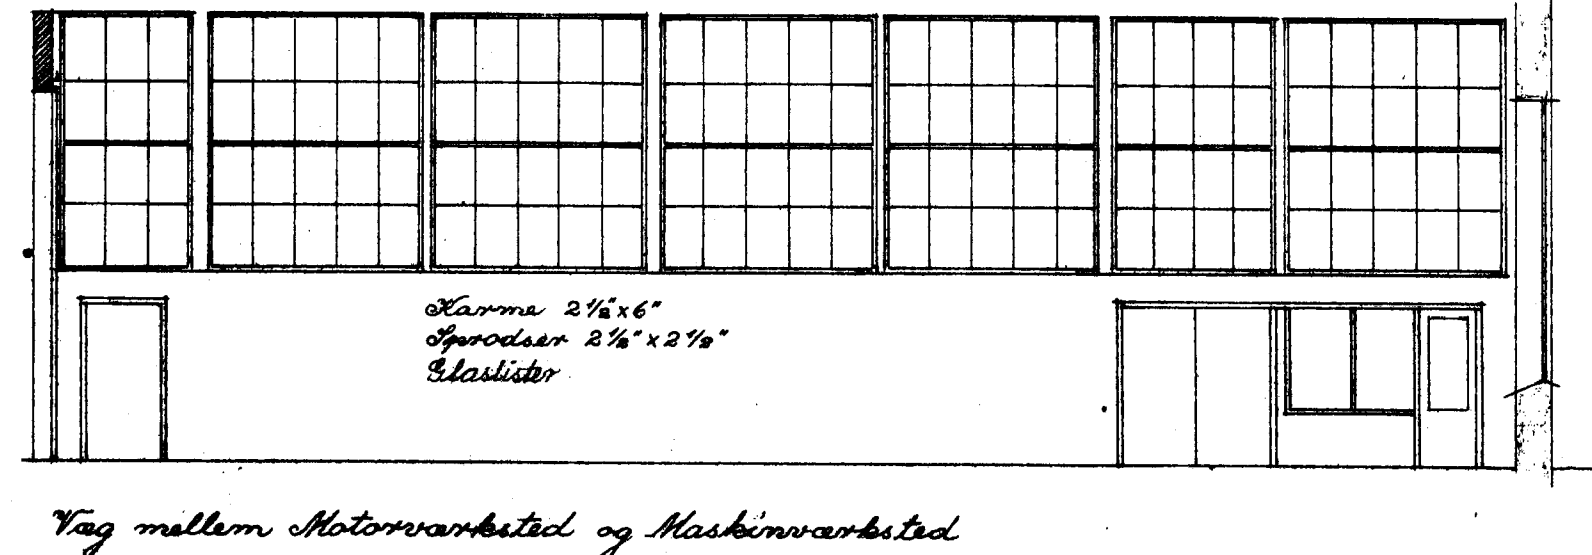 Karme 2½"x6"
Sprodser 2½"x2½"
Glaslister
Væg mellem Motorværksted og Maskinværksted